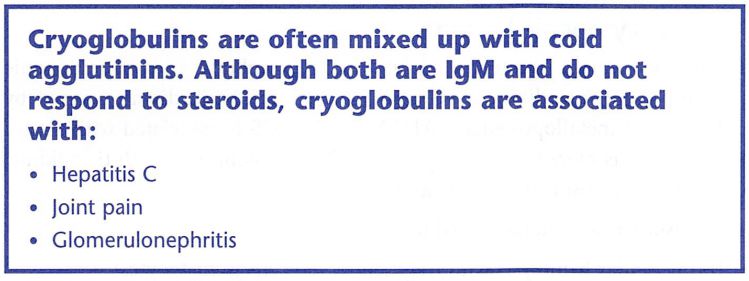 Cryoglobulins are often mixed up with cold
agglutinins. Although both are IgM and do not
respond to steroids, cryoglobulins are associated
with:
• Hepatitis C
• Joint pain
• Glomerulonephritis